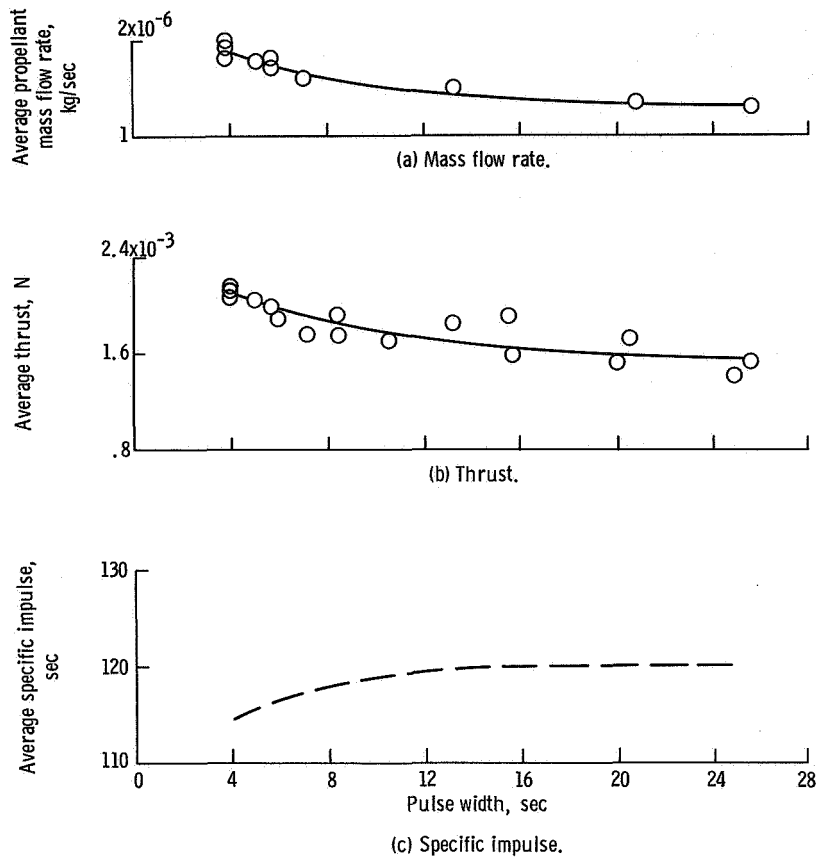 Average propellant
mass flow rate,
kg/sec
2x10-6
1
(a) Mass flow rate.
Average thrust, N
2.4x10-3
1.6
.8
(b) Thrust.
Average specific impulse,
sec
130
120
110
0 4 8 12 16 20 24 28
Pulse width, sec
(c) Specific impulse.